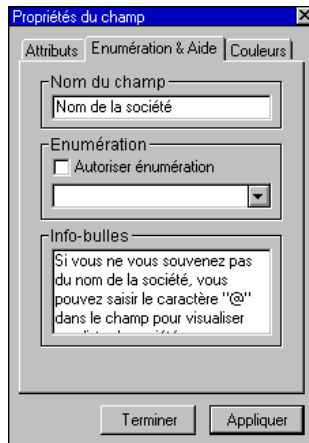 Propriétés du champ
Attributs Enumération & Aide Couleurs
Nom du champ
Nom de la société
Enumération
Autoriser énumération
Info-bulles
Si vous ne vous souvenez pas
du nom de la société, vous
pouvez saisir le caractère "@"
dans le champ pour visualiser
Terminer Appliquer